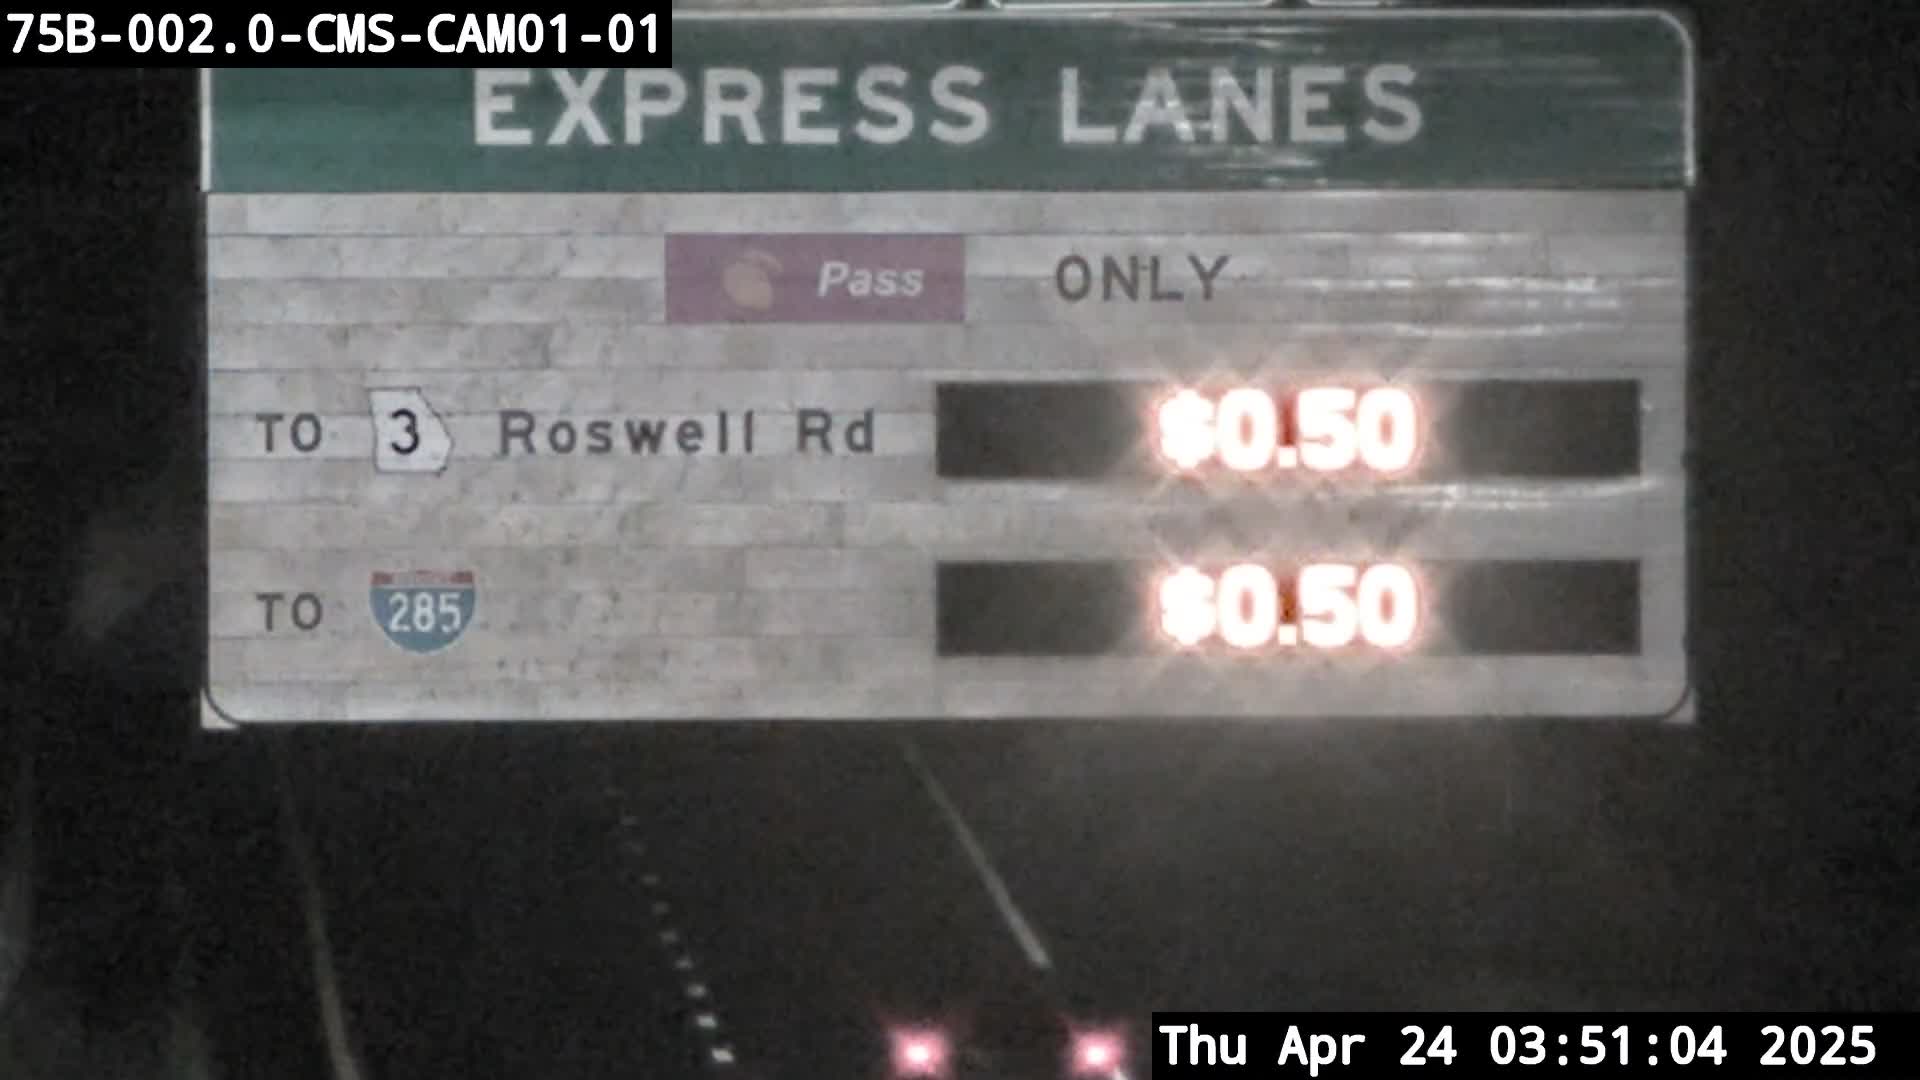 75B-002.0-CMS-CAM01-01
EXPRESS LANES
Pass ONLY
TO 3 Roswell Rd $0.50
TO 285 $0.50
Thu Apr 24 03:51:04 2025